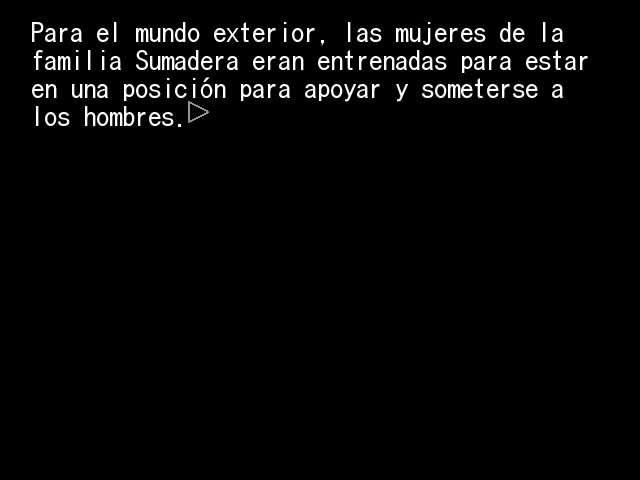 Para el mundo exterior, las mujeres de la
familia Sumadera eran entrenadas para estar
en una posición para apoyar y someterse a
los hombres.